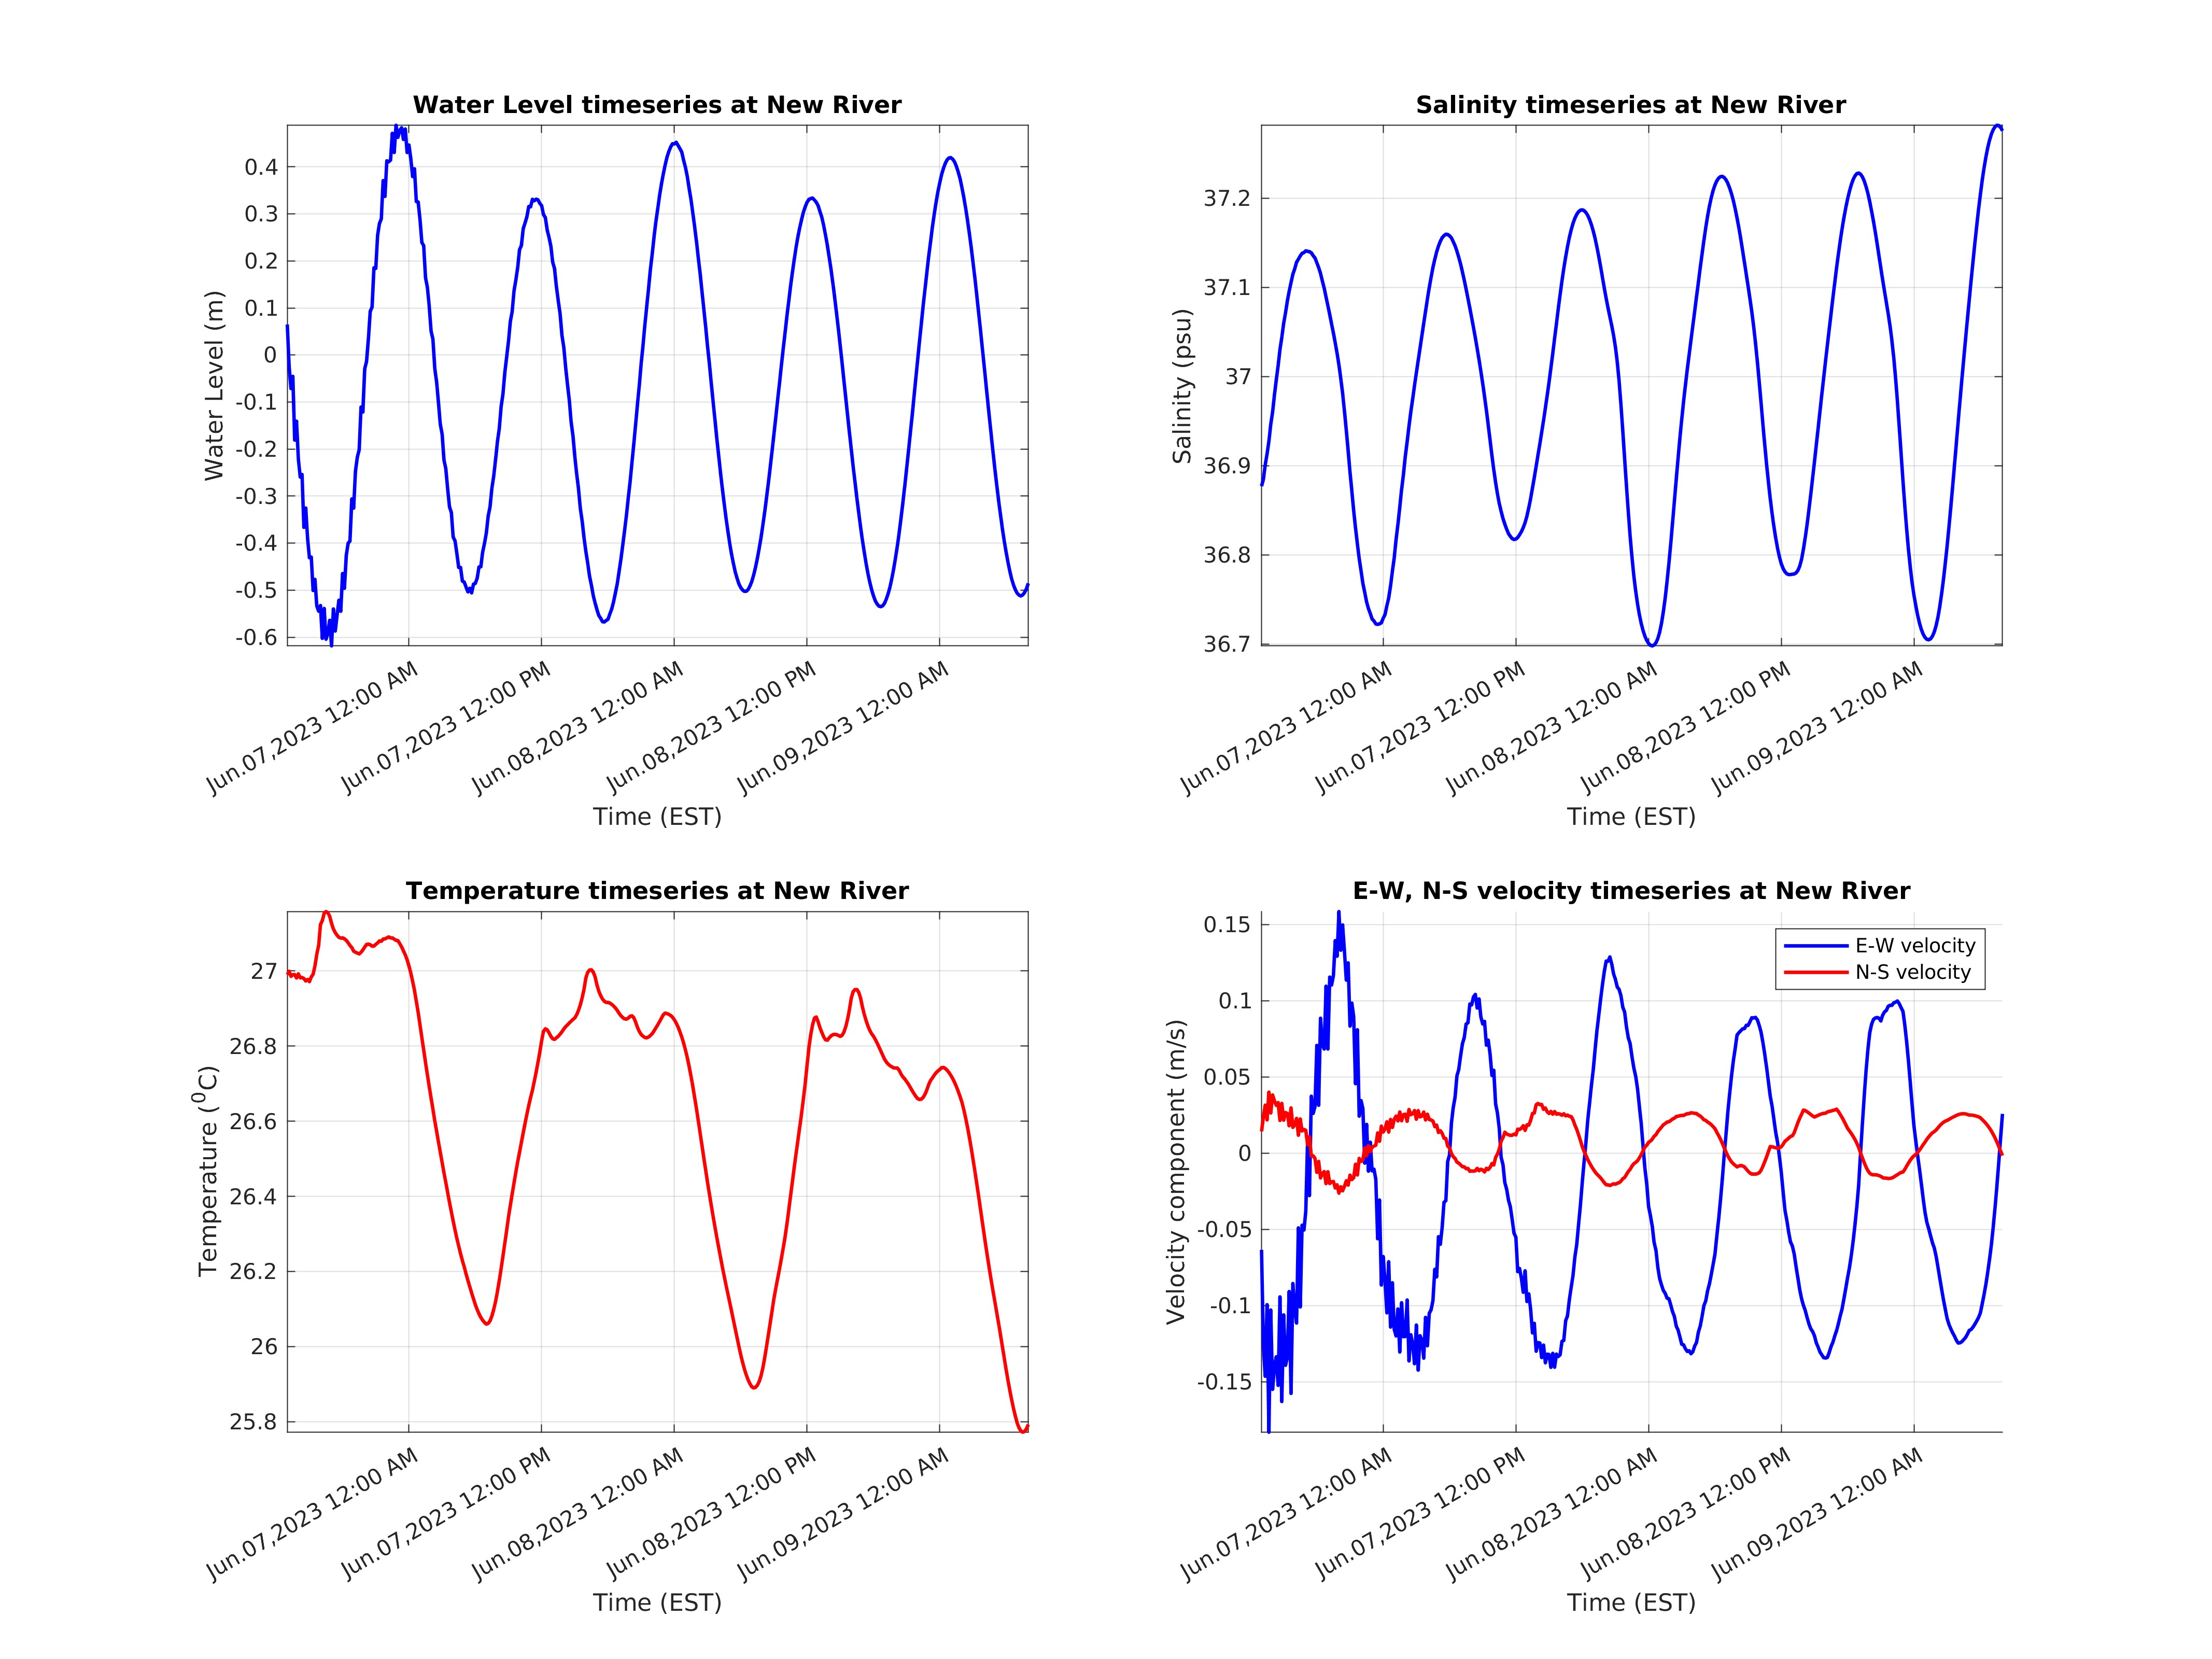 Water Level timeseries at New River
Water Level (m)
0.4
0.3
0.2
0.1
0
-0.1
-0.2
-0.3
-0.4
-0.5
-0.6
Jun.07,2023 12:00 AM
Jun.07,2023 12:00 PM
Jun.08,2023 12:00 AM
Jun.08,2023 12:00 PM
Jun.09,2023 12:00 AM
Time (EST)
Salinity timeseries at New River
Salinity (psu)
37.2
37.1
37
36.9
36.8
36.7
Jun.07,2023 12:00 AM
Jun.07,2023 12:00 PM
Jun.08,2023 12:00 AM
Jun.08,2023 12:00 PM
Jun.09,2023 12:00 AM
Time (EST)
Temperature timeseries at New River
Temperature (⁰C)
27
26.8
26.6
26.4
26.2
26
25.8
Jun.07,2023 12:00 AM
Jun.07,2023 12:00 PM
Jun.08,2023 12:00 AM
Jun.08,2023 12:00 PM
Jun.09,2023 12:00 AM
Time (EST)
E-W, N-S velocity timeseries at New River
Velocity component (m/s)
0.15
0.1
0.05
0
-0.05
-0.1
-0.15
E-W velocity
N-S velocity
Jun.07,2023 12:00 AM
Jun.07,2023 12:00 PM
Jun.08,2023 12:00 AM
Jun.08,2023 12:00 PM
Jun.09,2023 12:00 AM
Time (EST)